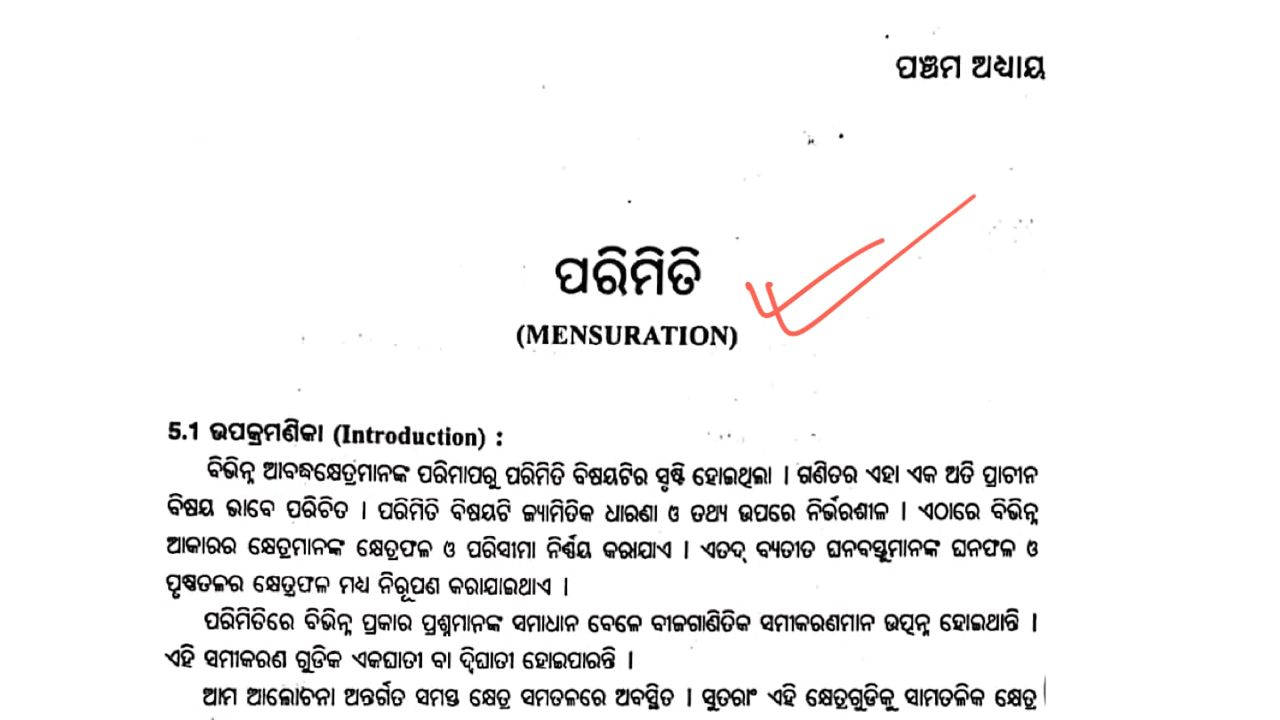 ପଞ୍ଚମ ଅଧ୍ୟାୟ
ପରିମିତି
(MENSURATION)
5.1 ଉପକ୍ରମଣିକା (Introduction) :
ବିଭିନ୍ନ ଆବଦ୍ଧକ୍ଷେତ୍ରମାନଙ୍କ ପରିମାପରୁ ପରିମିତି ବିଷୟଟିର ସୃଷ୍ଟି ହୋଇଥିଲା । ଗଣିତର ଏହା ଏକ ଅତି ପ୍ରାଚୀନ
ବିଷୟ ଭାବେ ପରିଚିତ । ପରିମିତି ବିଷୟଟି ଜ୍ୟାମିତିକ ଧାରଣା ଓ ତଥ୍ୟ ଉପରେ ନିର୍ଭରଶୀଳ । ଏଠାରେ ବିଭିନ୍ନ
ଆକାରର କ୍ଷେତ୍ରମାନଙ୍କ କ୍ଷେତ୍ରଫଳ ଓ ପରିସୀମା ନିର୍ଣ୍ଣୟ କରାଯାଏ । ଏତଦ୍ ବ୍ୟତୀତ ଘନବସ୍ତୁମାନଙ୍କ ଘନଫଳ ଓ
ପୃଷ୍ଠତଳର କ୍ଷେତ୍ରଫଳ ମଧ୍ୟ ନିରୂପଣ କରାଯାଇଥାଏ ।
ପରିମିତିରେ ବିଭିନ୍ନ ପ୍ରକାର ପ୍ରଶ୍ନମାନଙ୍କ ସମାଧାନ ବେଳେ ବୀଜଗାଣିତିକ ସମୀକରଣମାନ ଉତ୍ପନ୍ନ ହୋଇଥାନ୍ତି ।
ଏହି ସମୀକରଣ ଗୁଡିକ ଏକଘାତୀ ବା ଦ୍ୱିଘାତୀ ହୋଇପାରନ୍ତି ।
ଆମ ଆଲୋଚନା ଅନ୍ତର୍ଗତ ସମସ୍ତ କ୍ଷେତ୍ର ସମତଳରେ ଅବସ୍ଥିତ । ସୁତରାଂ ଏହି କ୍ଷେତ୍ରଗୁଡିକୁ ସାମତଳିକ କ୍ଷେତ୍ର